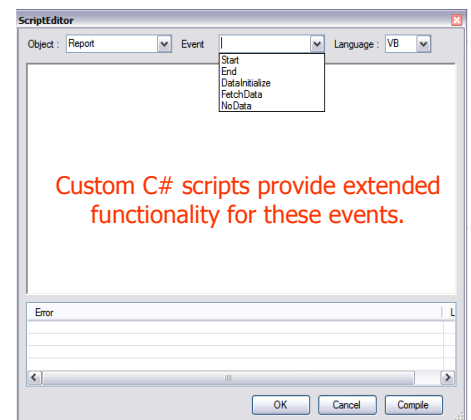 ScriptEditor
Object : Report Event Language : VB
Start
End
DataInitialize
FetchData
NoData
Custom C# scripts provide extended
functionality for these events.
Error L
OK Cancel Compile